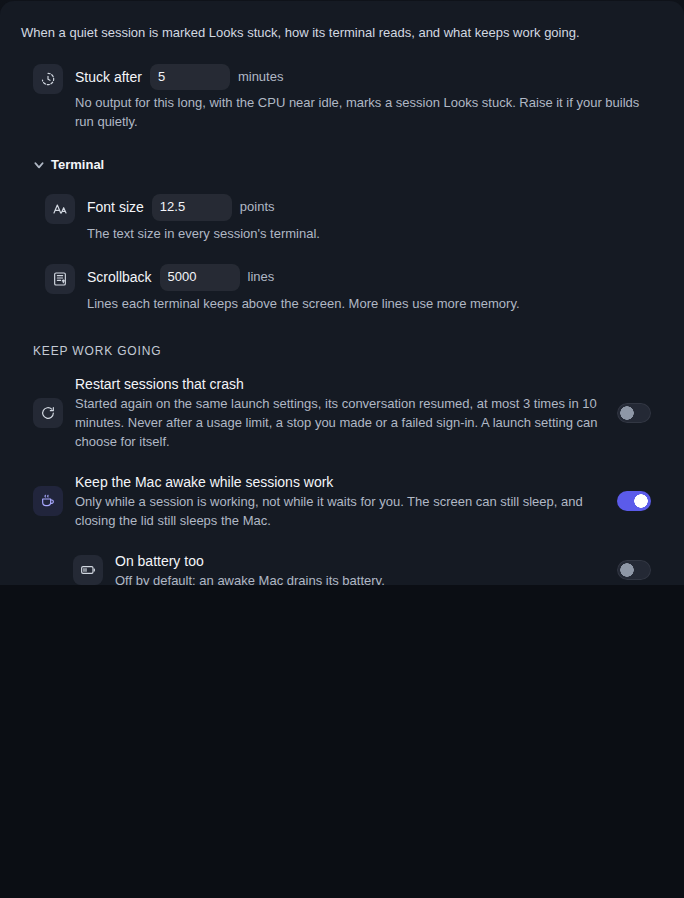 When a quiet session is marked Looks stuck, how its terminal reads, and what keeps work going.
Stuck after 5 minutes
No output for this long, with the CPU near idle, marks a session Looks stuck. Raise it if your builds
run quietly.
Terminal
Font size 12.5 points
The text size in every session's terminal.
Scrollback 5000 lines
Lines each terminal keeps above the screen. More lines use more memory.
KEEP WORK GOING
Restart sessions that crash
Started again on the same launch settings, its conversation resumed, at most 3 times in 10
minutes. Never after a usage limit, a stop you made or a failed sign-in. A launch setting can
choose for itself.
Keep the Mac awake while sessions work
Only while a session is working, not while it waits for you. The screen can still sleep, and
closing the lid still sleeps the Mac.
On battery too
Off by default: an awake Mac drains its battery.